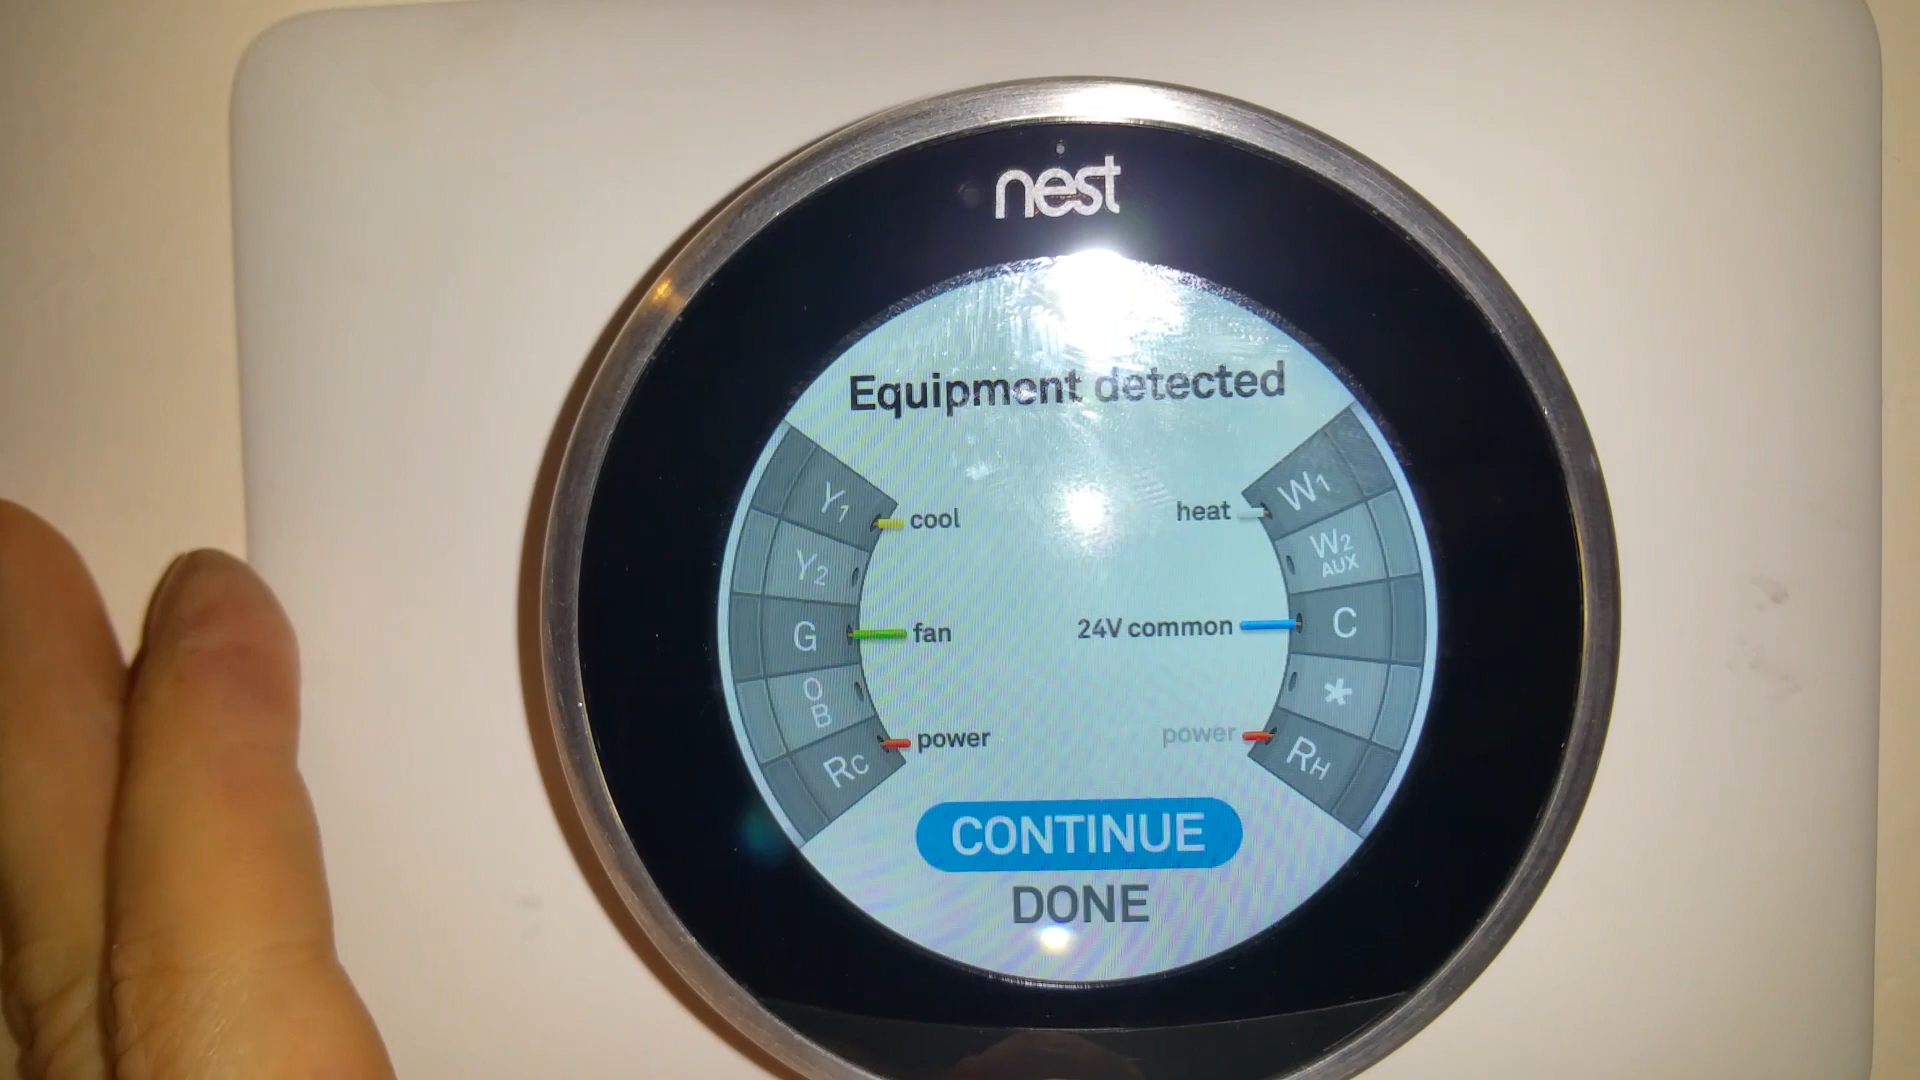 nest
Equipment detected
Y1 cool
heat W1
Y2
W2
AUX
G fan
24V common C
O
B
*
Rc power
power RH
CONTINUE
DONE